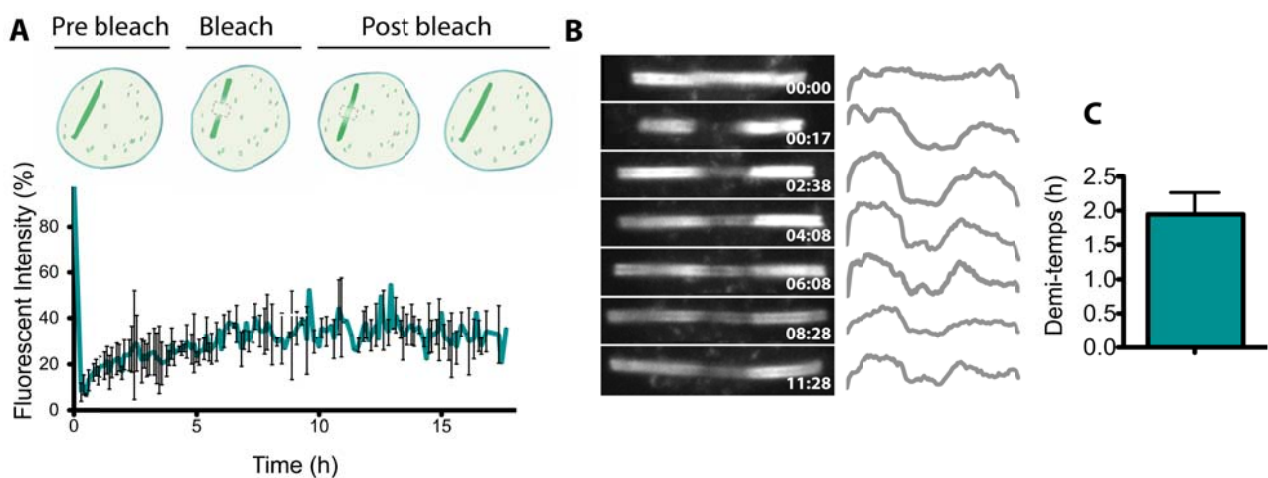 A
Pre bleach
Bleach
Post bleach
Fluorescent Intensity (%)
80
60
40
20
0
0
5
10
15
Time (h)
B
00:00
00:17
02:38
04:08
06:08
08:28
11:28
C
Demi-temps (h)
2.5
2.0
1.5
1.0
0.5
0.0